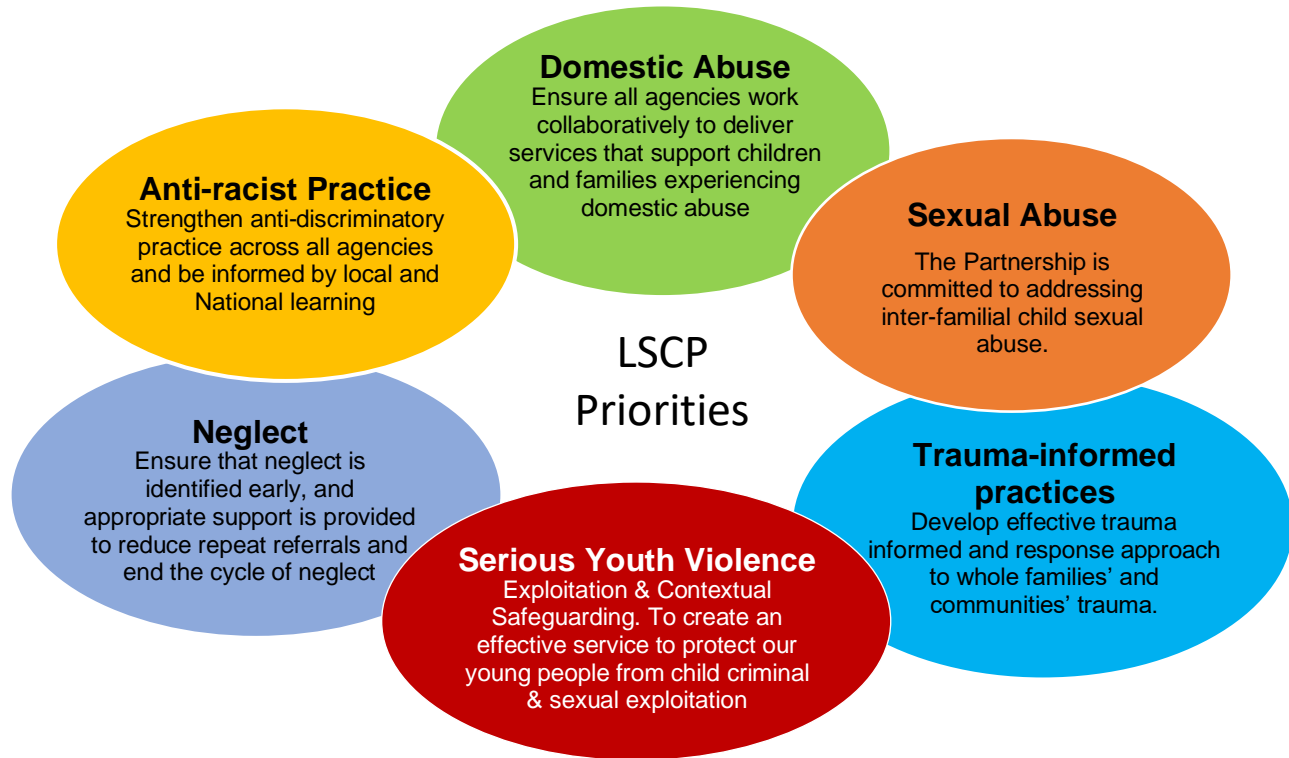 Domestic Abuse
Ensure all agencies work
collaboratively to deliver
services that support children
and families experiencing
domestic abuse
Anti-racist Practice
Strengthen anti-discriminatory
practice across all agencies
and be informed by local and
National learning
Sexual Abuse
The Partnership is
committed to addressing
inter-familial child sexual
abuse.
LSCP
Priorities
Neglect
Ensure that neglect is
identified early, and
appropriate support is provided
to reduce repeat referrals and
end the cycle of neglect
Trauma-informed
practices
Develop effective trauma
informed and response approach
to whole families’ and
communities’ trauma.
Serious Youth Violence
Exploitation & Contextual
Safeguarding. To create an
effective service to protect our
young people from child criminal
& sexual exploitation